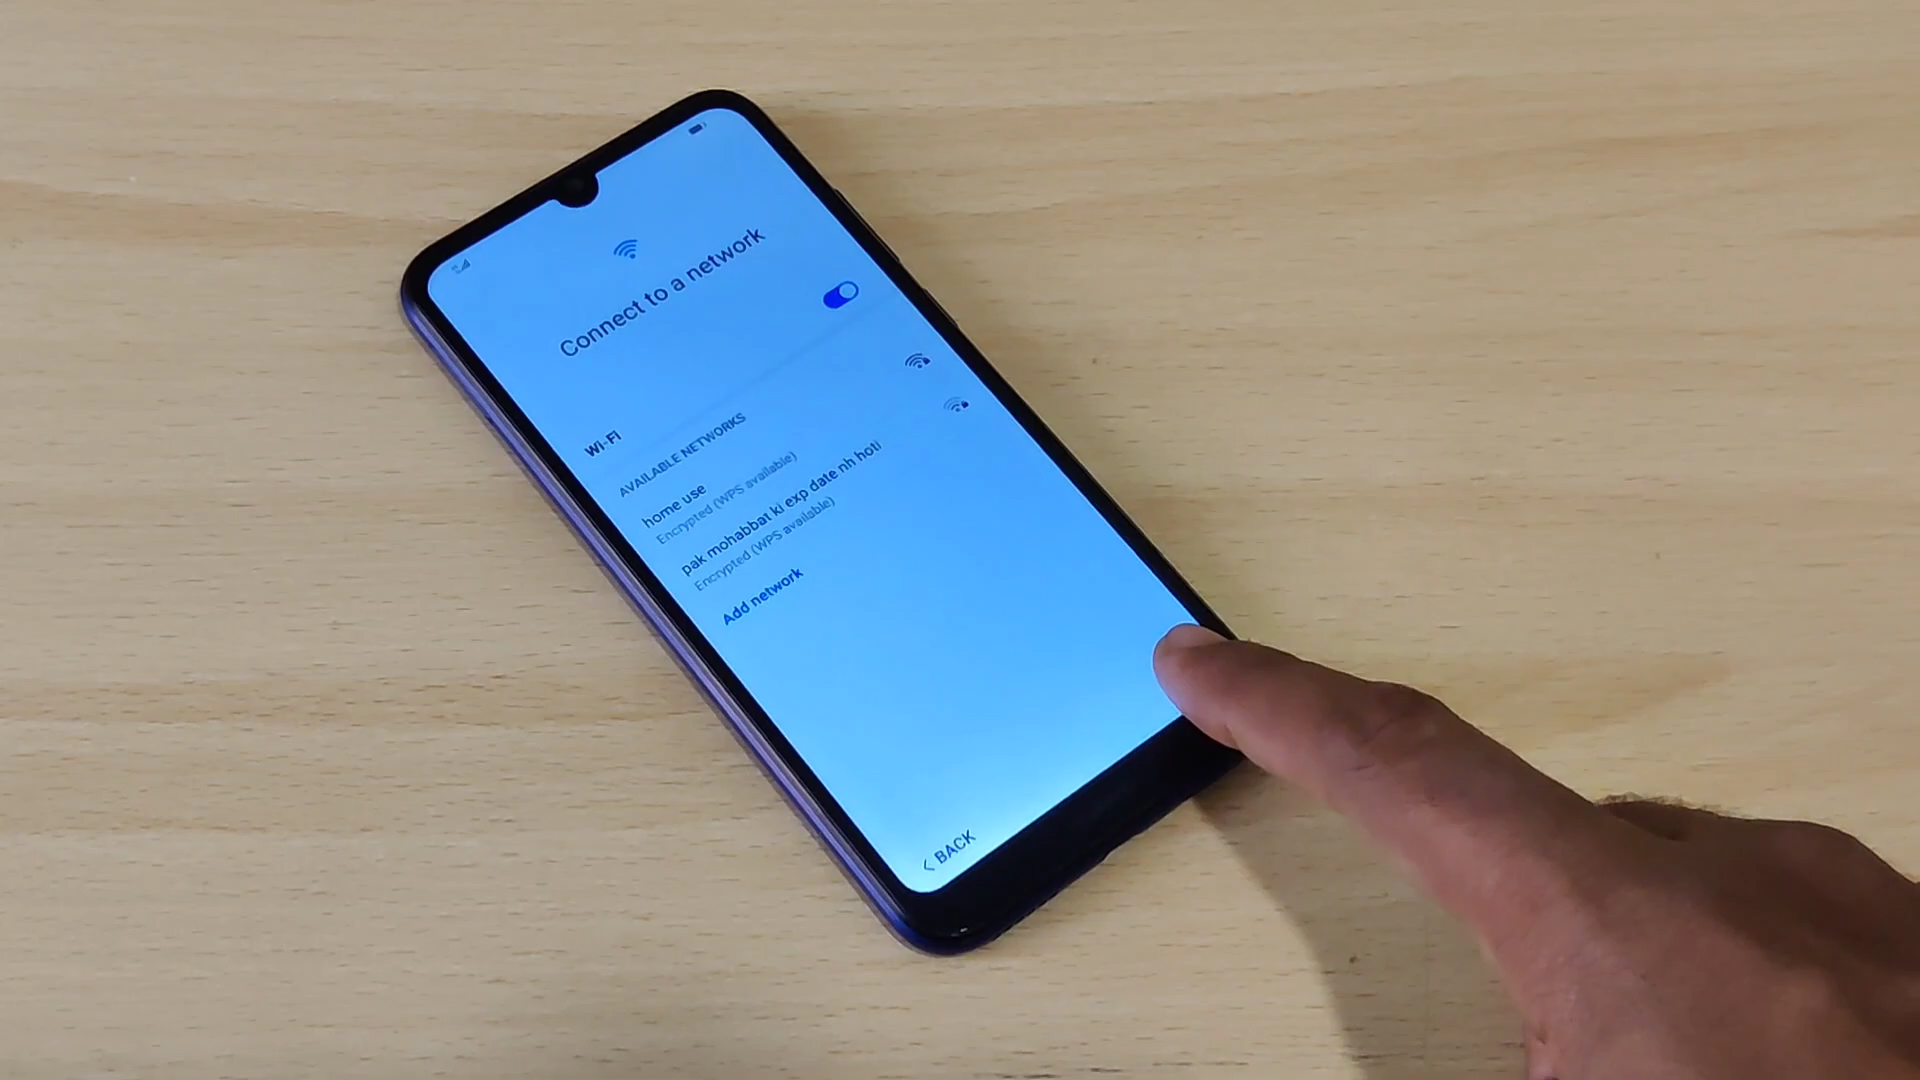 Connect to a network
Wi-Fi
AVAILABLE NETWORKS
home use
Encrypted (WPS available)
pak mohabbat ki exp date nh hoti
Encrypted (WPS available)
Add network
< BACK